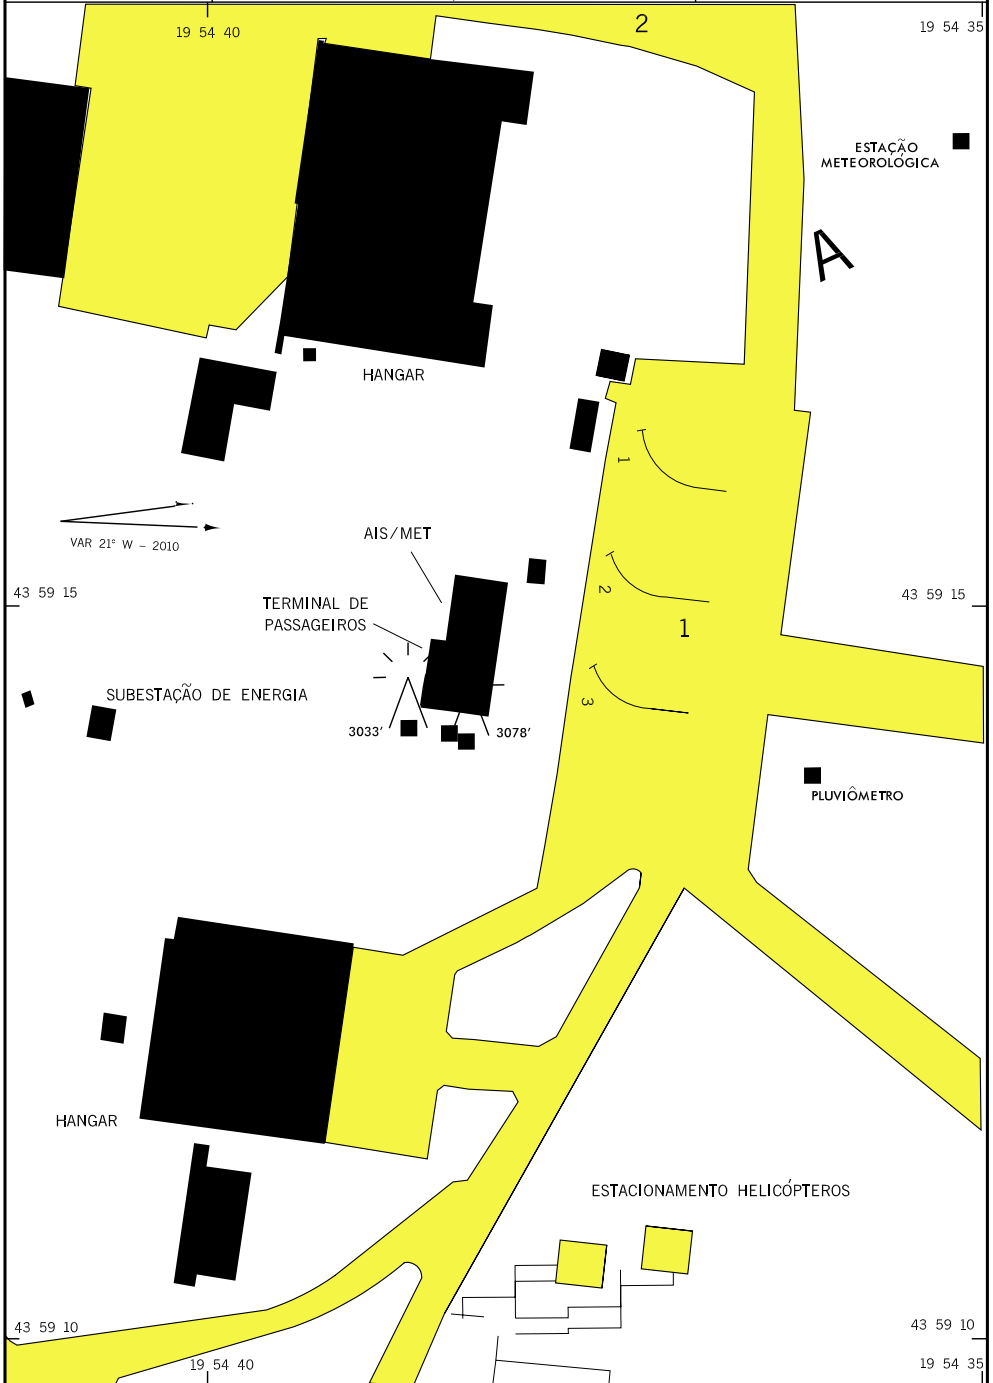 19 54 40
2
19 54 35
ESTAÇÃO
METEOROLÓGICA
A
HANGAR
1
VAR 21° W – 2010
AIS/MET
43 59 15
43 59 15
2
TERMINAL DE
PASSAGEIROS
1
SUBESTAÇÃO DE ENERGIA
3
3033'
3078'
PLUVIÔMETRO
HANGAR
ESTACIONAMENTO HELICÓPTEROS
43 59 10
43 59 10
19 54 40
19 54 35